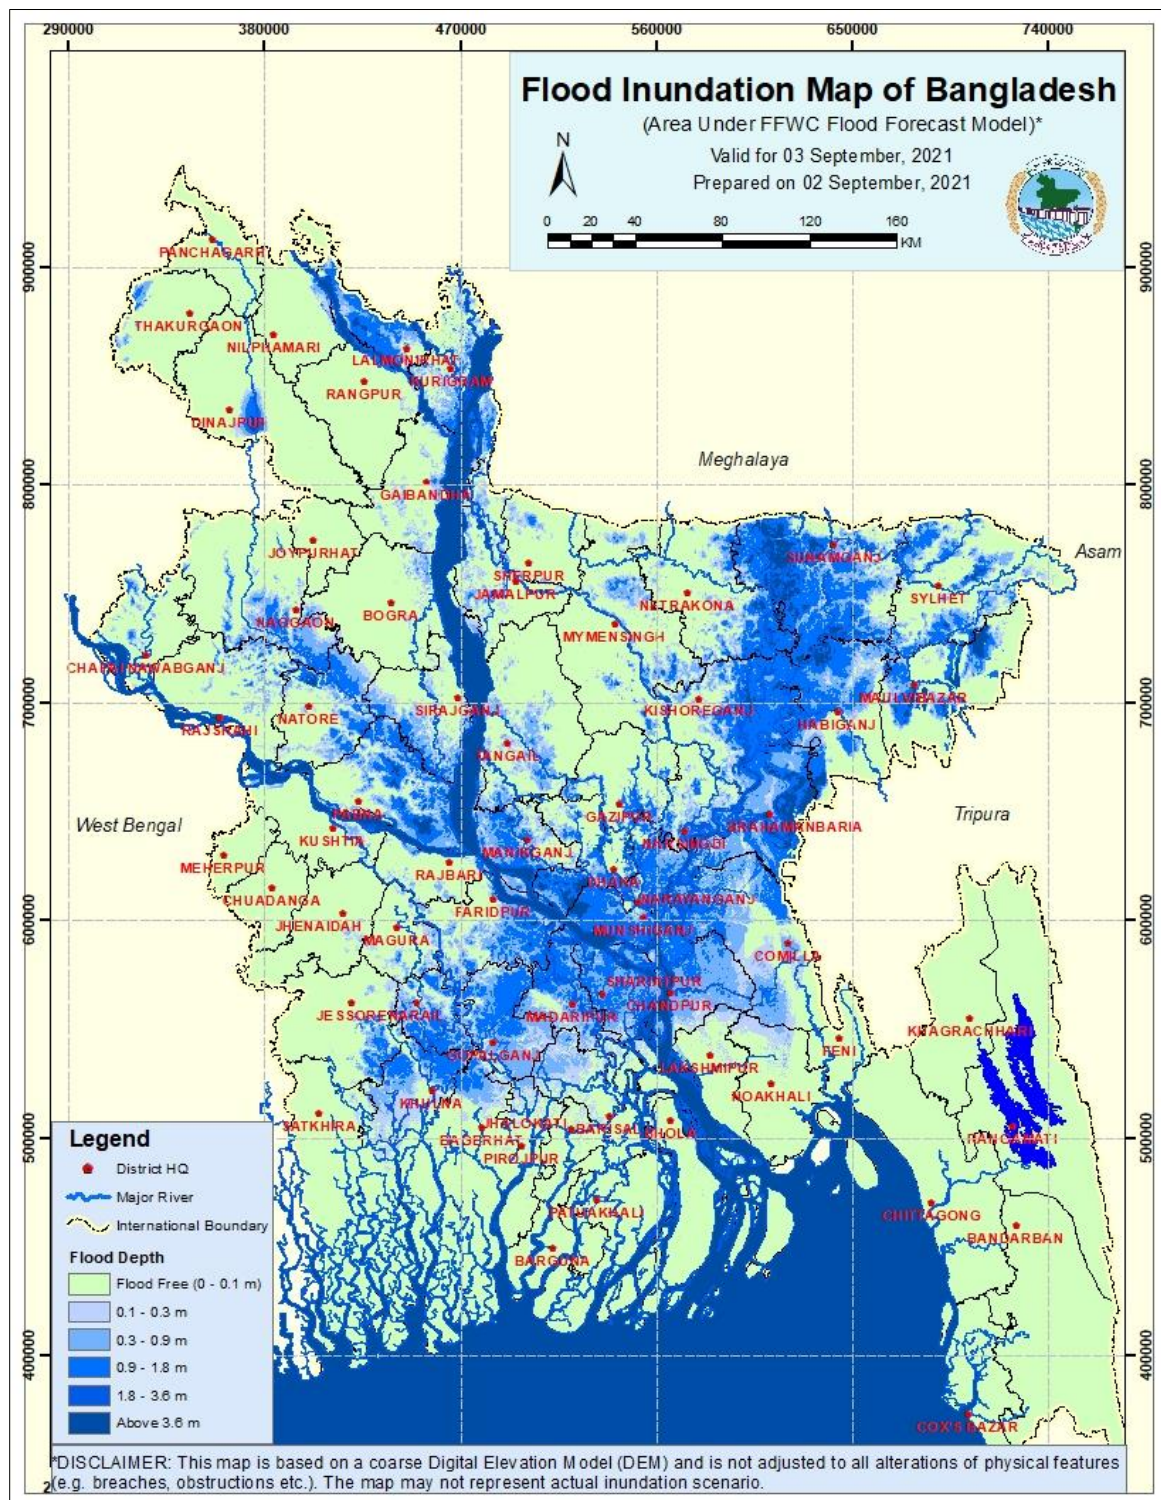 290000 380000 470000 560000 650000 740000
Flood Inundation Map of Bangladesh
(Area Under FFWC Flood Forecast Model)*
Valid for 03 September, 2021
Prepared on 02 September, 2021
N
0 20 40 80 120 160
KM
900000 900000
PANCHAGARH
THAKURGAON
NILPHAMARI
LALMONIRHAT
KURIGRAM
RANGPUR
DINAJPUR
Meghalaya
800000 800000
GAIBANDHA
JOYPURHAT
Asam
SUNAMGANJ
SHERPUR
JAMALPUR
SYLHET
NETRAKONA
BOGRA
NAOGAON
MYMENSINGH
CHAPAI NAWABGANJ
MAULVIBAZAR
700000 700000
SIRAJGANJ
KISHOREGANJ
NATORE
HABIGANJ
RAJSHAHI
TANGAIL
West Bengal
PABNA
GAZIPUR
Tripura
BRAHAMANBARIA
KUSHTIA
NARSINGDI
MANIKGANJ
MEHERPUR
RAJBARI
DHAKA
CHUADANGA
NARAYANGANJ
FARIDPUR
600000 600000
JHENAIDAH
MUNSHIGANJ
MAGURA
COMILLA
SHARIATPUR
CHANDPUR
JESSORE
NARAIL
MADARIPUR
KHAGRACHHARI
GOPALGANJ
FENI
LAKSHMIPUR
NOAKHALI
KHULNA
SATKHIRA
JHALOKATI
BARISAL
BHOLA
BAGERHAT
PIROJPUR
RANGAMATI
500000 500000
PATUAKHALI
CHITTAGONG
BANDARBAN
BARGUNA
400000 400000
COX'S BAZAR
Legend
District HQ
Major River
International Boundary
Flood Depth
Flood Free (0 - 0.1 m)
0.1 - 0.3 m
0.3 - 0.9 m
0.9 - 1.8 m
1.8 - 3.6 m
Above 3.6 m
*DISCLAIMER: This map is based on a coarse Digital Elevation Model (DEM) and is not adjusted to all alterations of physical features
(e.g. breaches, obstructions etc.). The map may not represent actual inundation scenario.